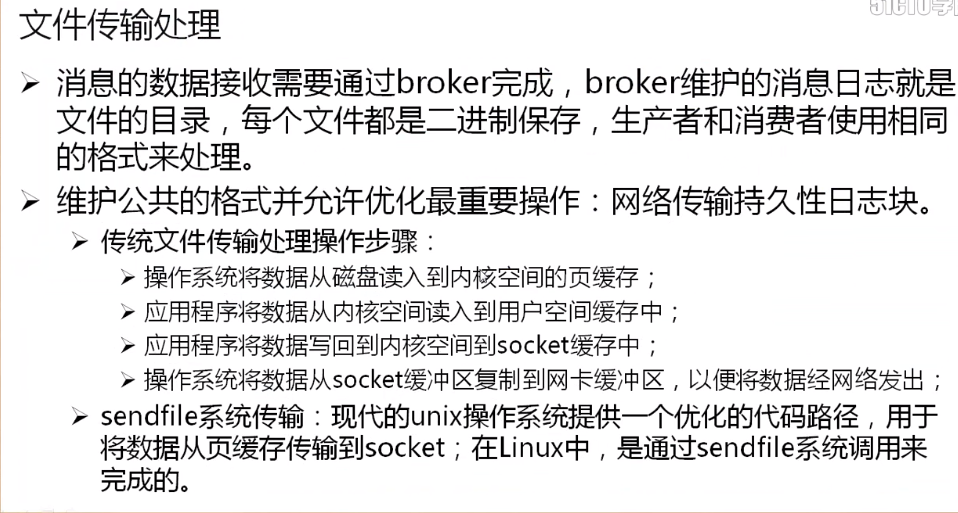 51CTO学
文件传输处理
➢ 消息的数据接收需要通过broker完成，broker维护的消息日志就是
文件的目录，每个文件都是二进制保存，生产者和消费者使用相同
的格式来处理。
➢ 维护公共的格式并允许优化最重要操作：网络传输持久性日志块。
➢ 传统文件传输处理操作步骤：
➢ 操作系统将数据从磁盘读入到内核空间的页缓存；
➢ 应用程序将数据从内核空间读入到用户空间缓存中；
➢ 应用程序将数据写回到内核空间到socket缓存中；
➢ 操作系统将数据从socket缓冲区复制到网卡缓冲区，以便将数据经网络发出；
➢ sendfile系统传输：现代的unix操作系统提供一个优化的代码路径，用于
将数据从页缓存传输到socket；在Linux中，是通过sendfile系统调用来
完成的。